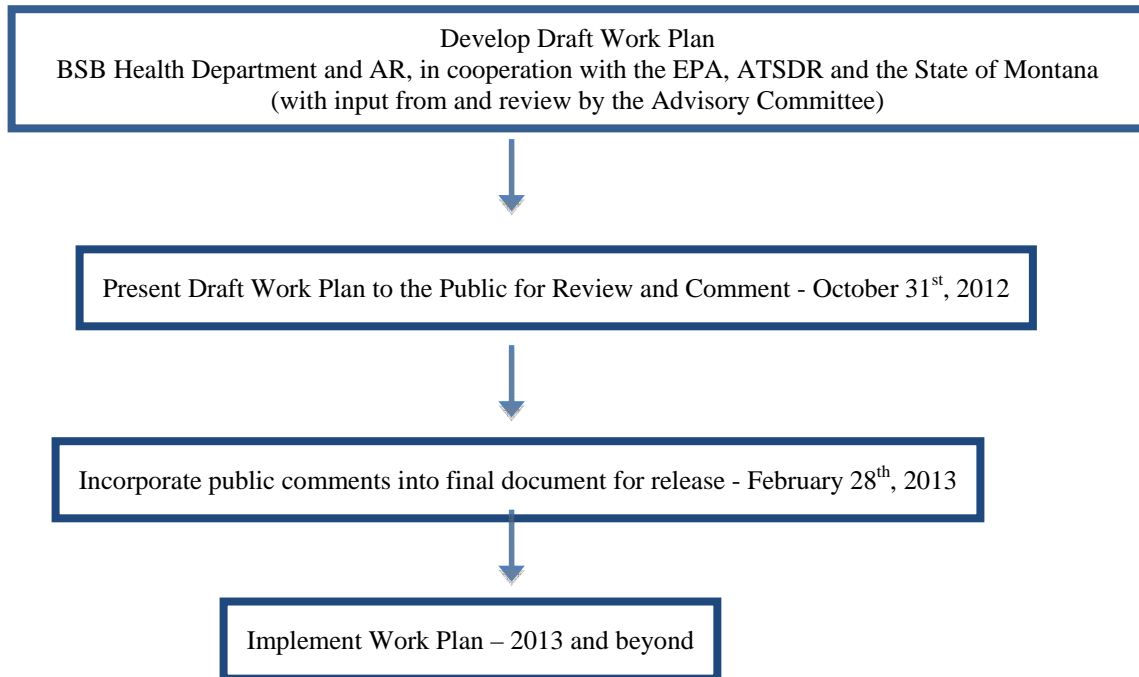 Develop Draft Work Plan
BSB Health Department and AR, in cooperation with the EPA, ATSDR and the State of Montana
(with input from and review by the Advisory Committee)
Present Draft Work Plan to the Public for Review and Comment - October 31st, 2012
Incorporate public comments into final document for release - February 28th, 2013
Implement Work Plan – 2013 and beyond